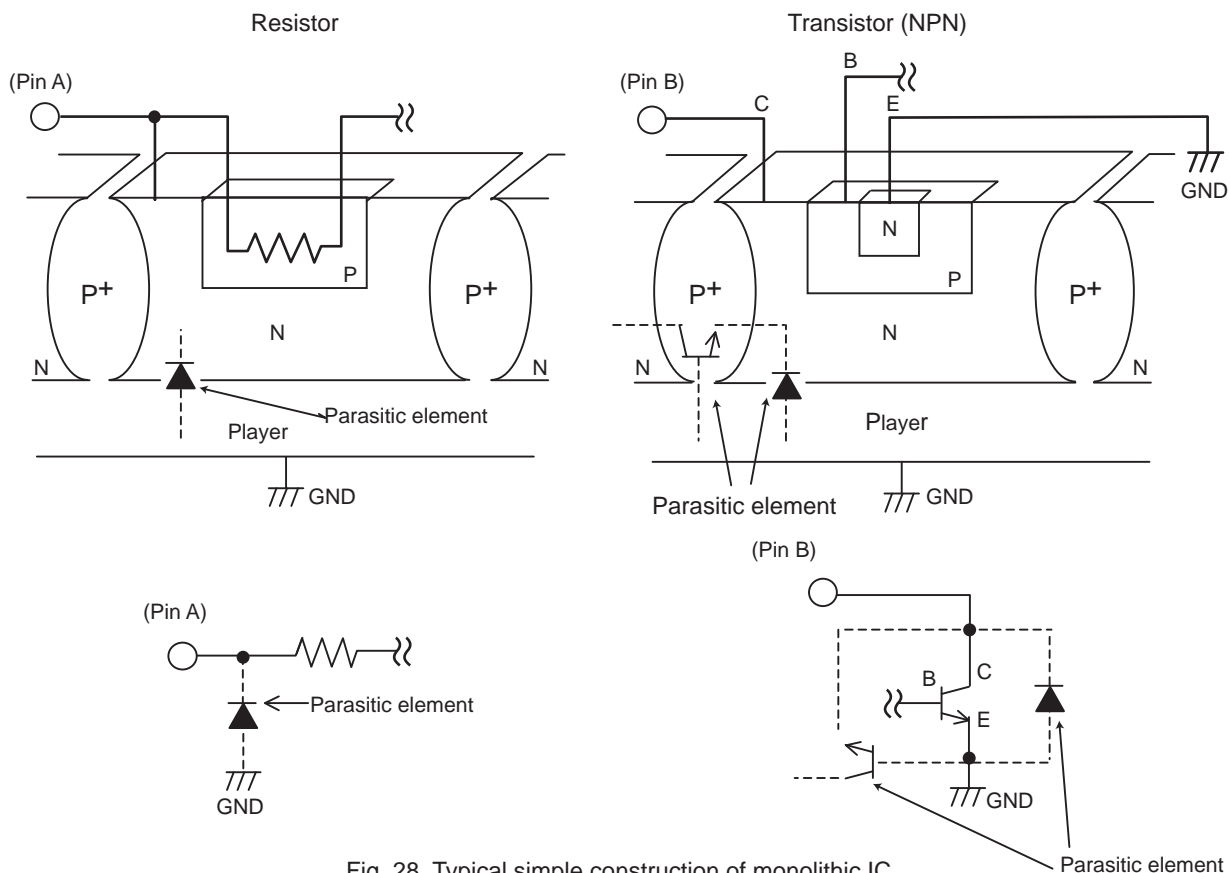 Resistor
Transistor (NPN)
(Pin A)
(Pin B)
B
C
E
GND
P+
P
N
P+
N
N
Parasitic element
Player
GND
P+
N
P
N
P+
N
N
Player
Parasitic element
GND
(Pin A)
Parasitic element
GND
(Pin B)
B
C
E
GND
Parasitic element
Fig. 28 Typical simple construction of monolithic IC